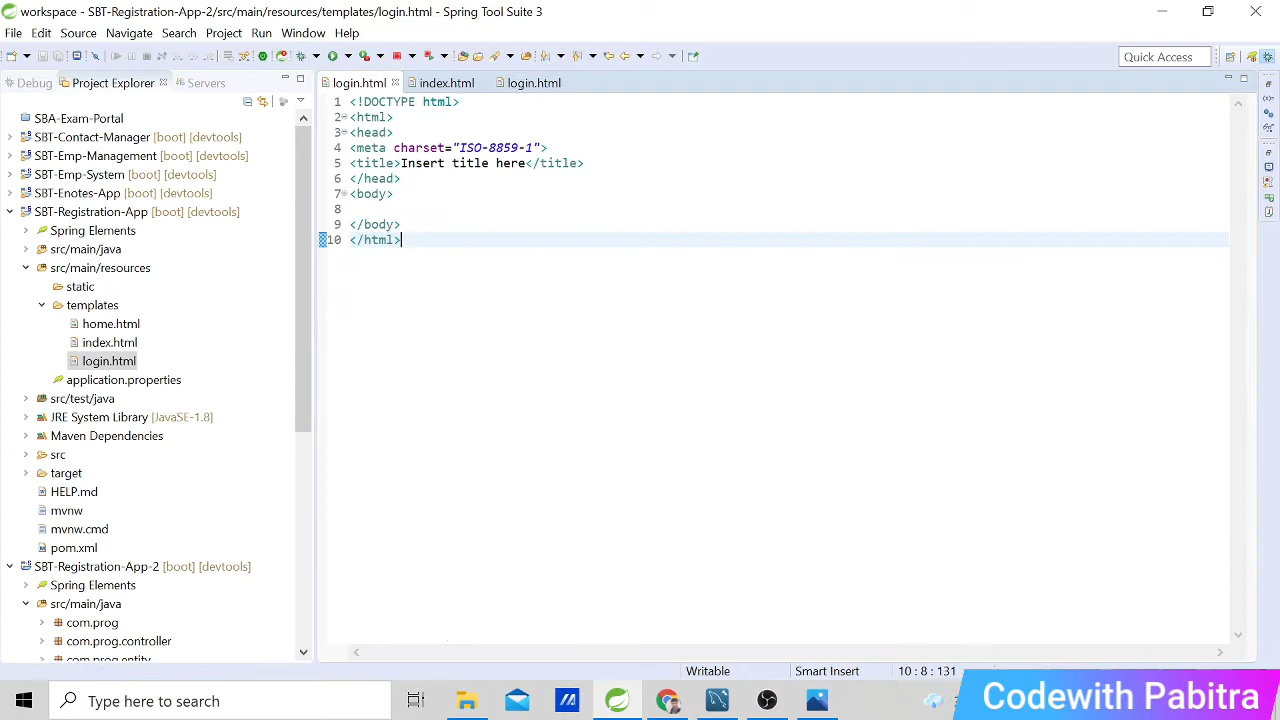 workspace - SBT-Registration-App-2/src/main/resources/templates/login.html - Spring Tool Suite 3
File Edit Source Navigate Search Project Run Window Help
Quick Access
Debug Project Explorer Servers
login.html index.html login.html
SBA-Exam-Portal
SBT-Contact-Manager [boot] [devtools]
SBT-Emp-Management [boot] [devtools]
SBT-Emp-System [boot] [devtools]
SBT-Enotes-App [boot] [devtools]
SBT-Registration-App [boot] [devtools]
Spring Elements
src/main/java
src/main/resources
static
templates
home.html
index.html
login.html
application.properties
src/test/java
JRE System Library [JavaSE-1.8]
Maven Dependencies
src
target
HELP.md
mvnw
mvnw.cmd
pom.xml
SBT-Registration-App-2 [boot] [devtools]
Spring Elements
src/main/java
com.prog
com.prog.controller
com.prog.entity
1 <!DOCTYPE html>
2 <html>
3 <head>
4 <meta charset="ISO-8859-1">
5 <title>Insert title here</title>
6 </head>
7 <body>
8
9 </body>
10 </html>
Writable Smart Insert 10 : 8 : 131
Type here to search
Codewith Pabitra